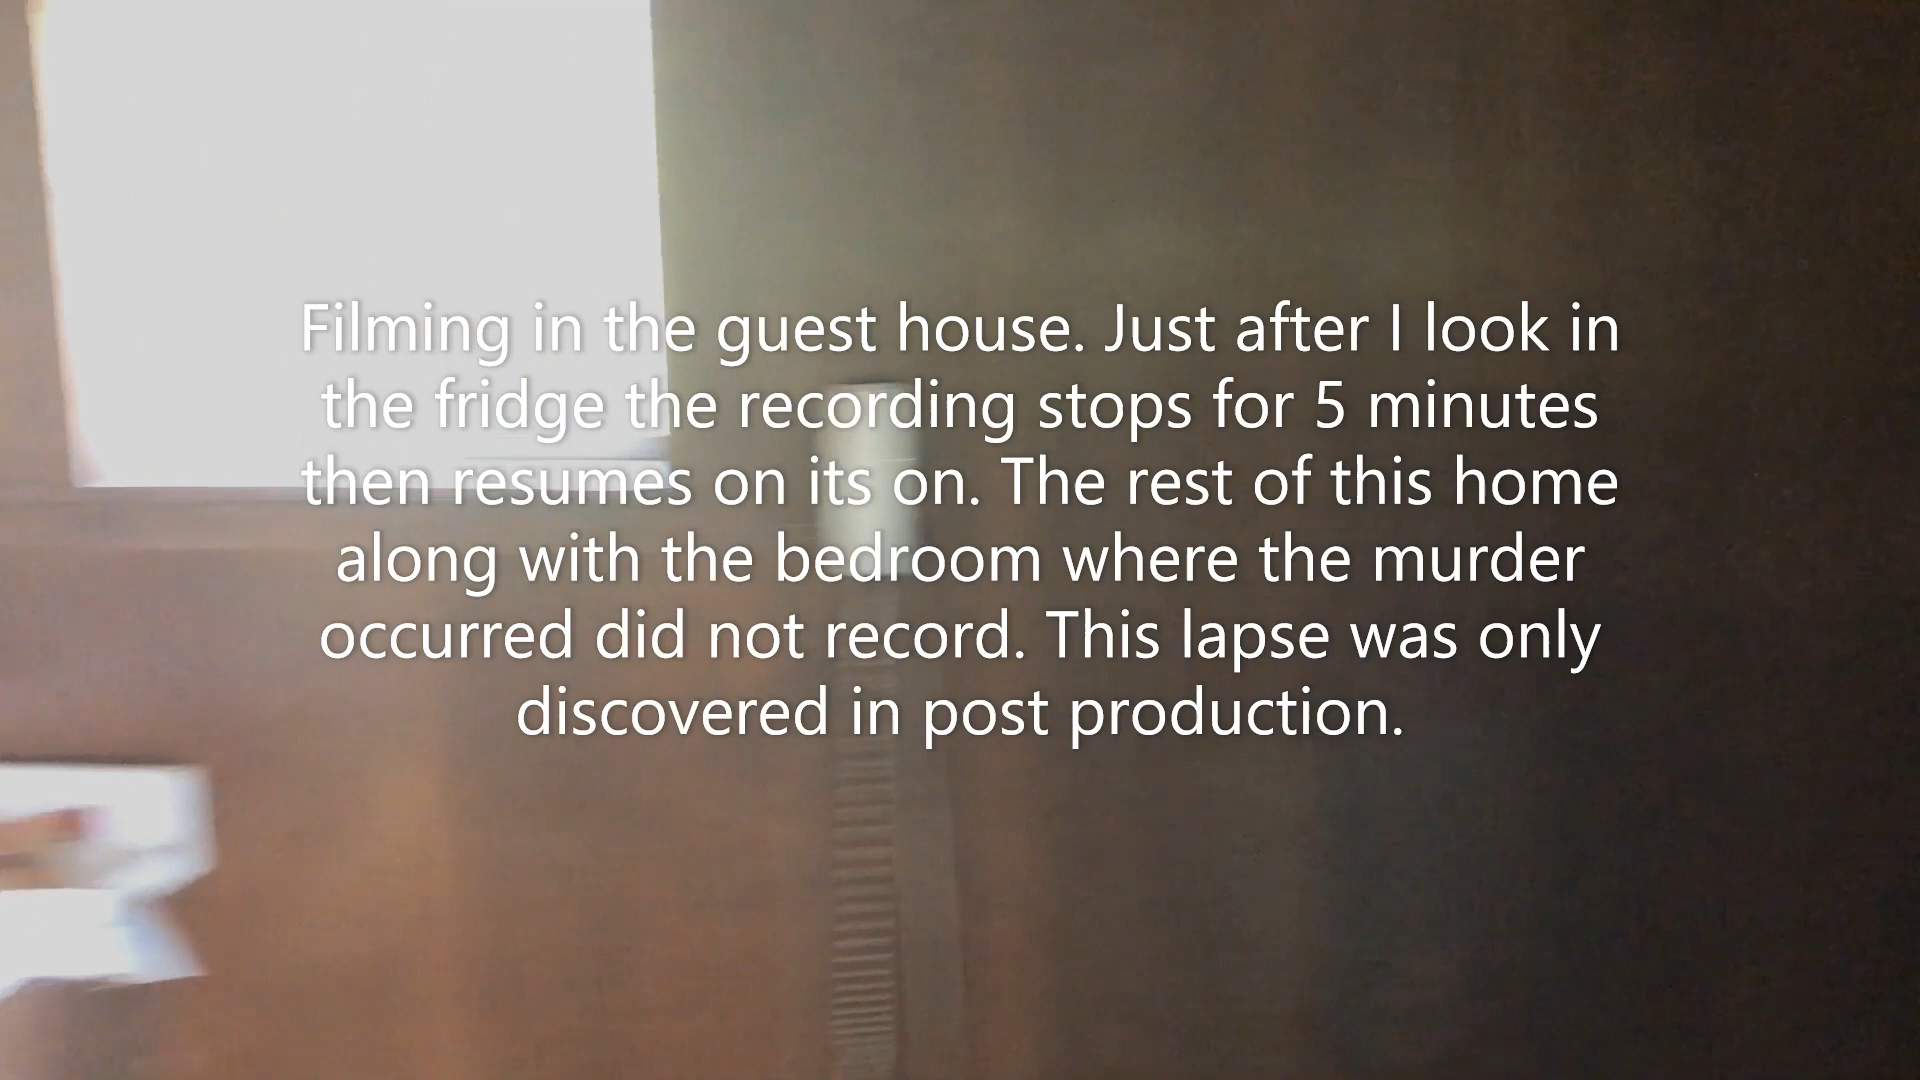 Filming in the guest house. Just after I look in
the fridge the recording stops for 5 minutes
then resumes on its on. The rest of this home
along with the bedroom where the murder
occurred did not record. This lapse was only
discovered in post production.